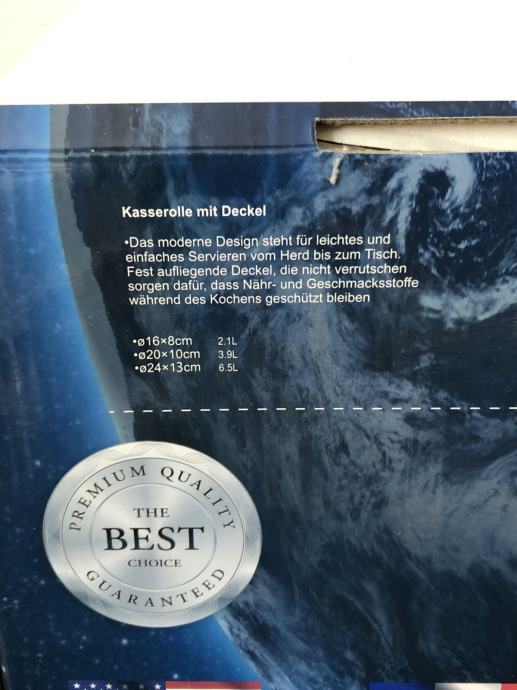 Kasserolle mit Deckel
•Das moderne Design steht für leichtes und
einfaches Servieren vom Herd bis zum Tisch.
Fest aufliegende Deckel, die nicht verrutschen
sorgen dafür, dass Nähr- und Geschmacksstoffe
während des Kochens geschützt bleiben
•ø16×8cm 2.1L
•ø20×10cm 3.9L
•ø24×13cm 6.5L
PREMIUM QUALITY
THE
BEST
CHOICE
GUARANTEED